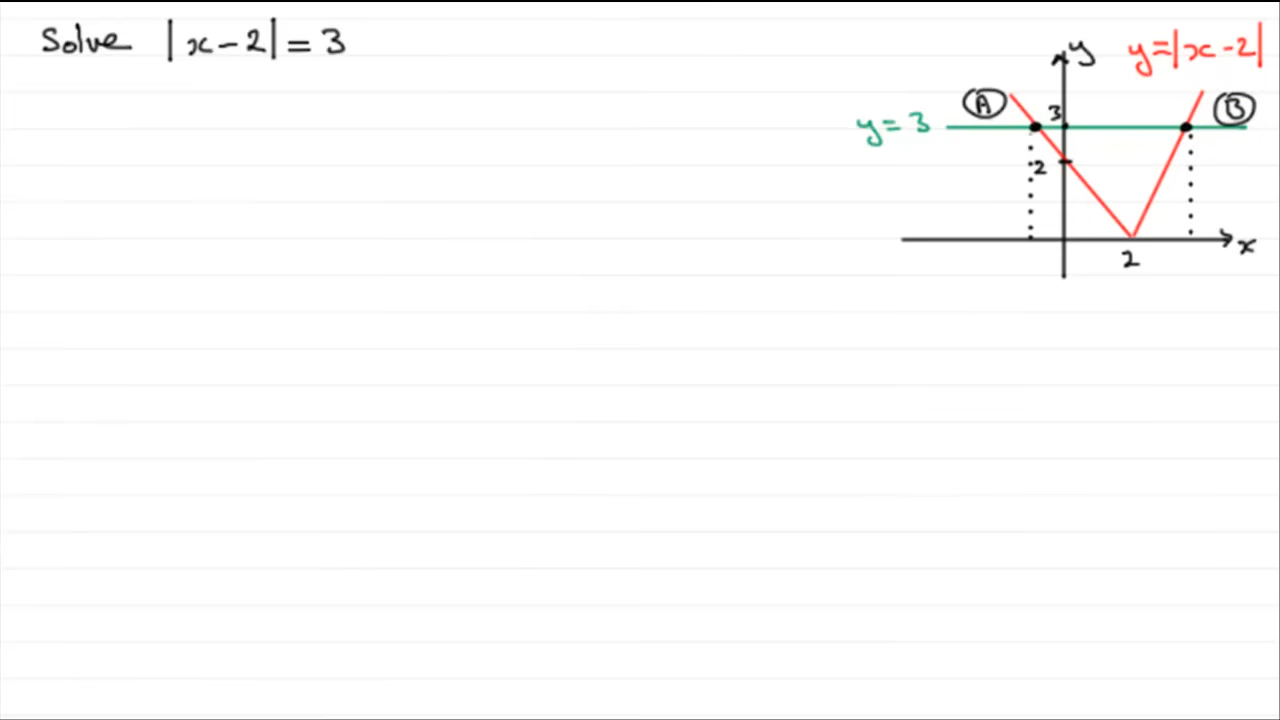 Solve |x-2| = 3
y
y=|x-2|
A
B
3
y = 3
2
x
2